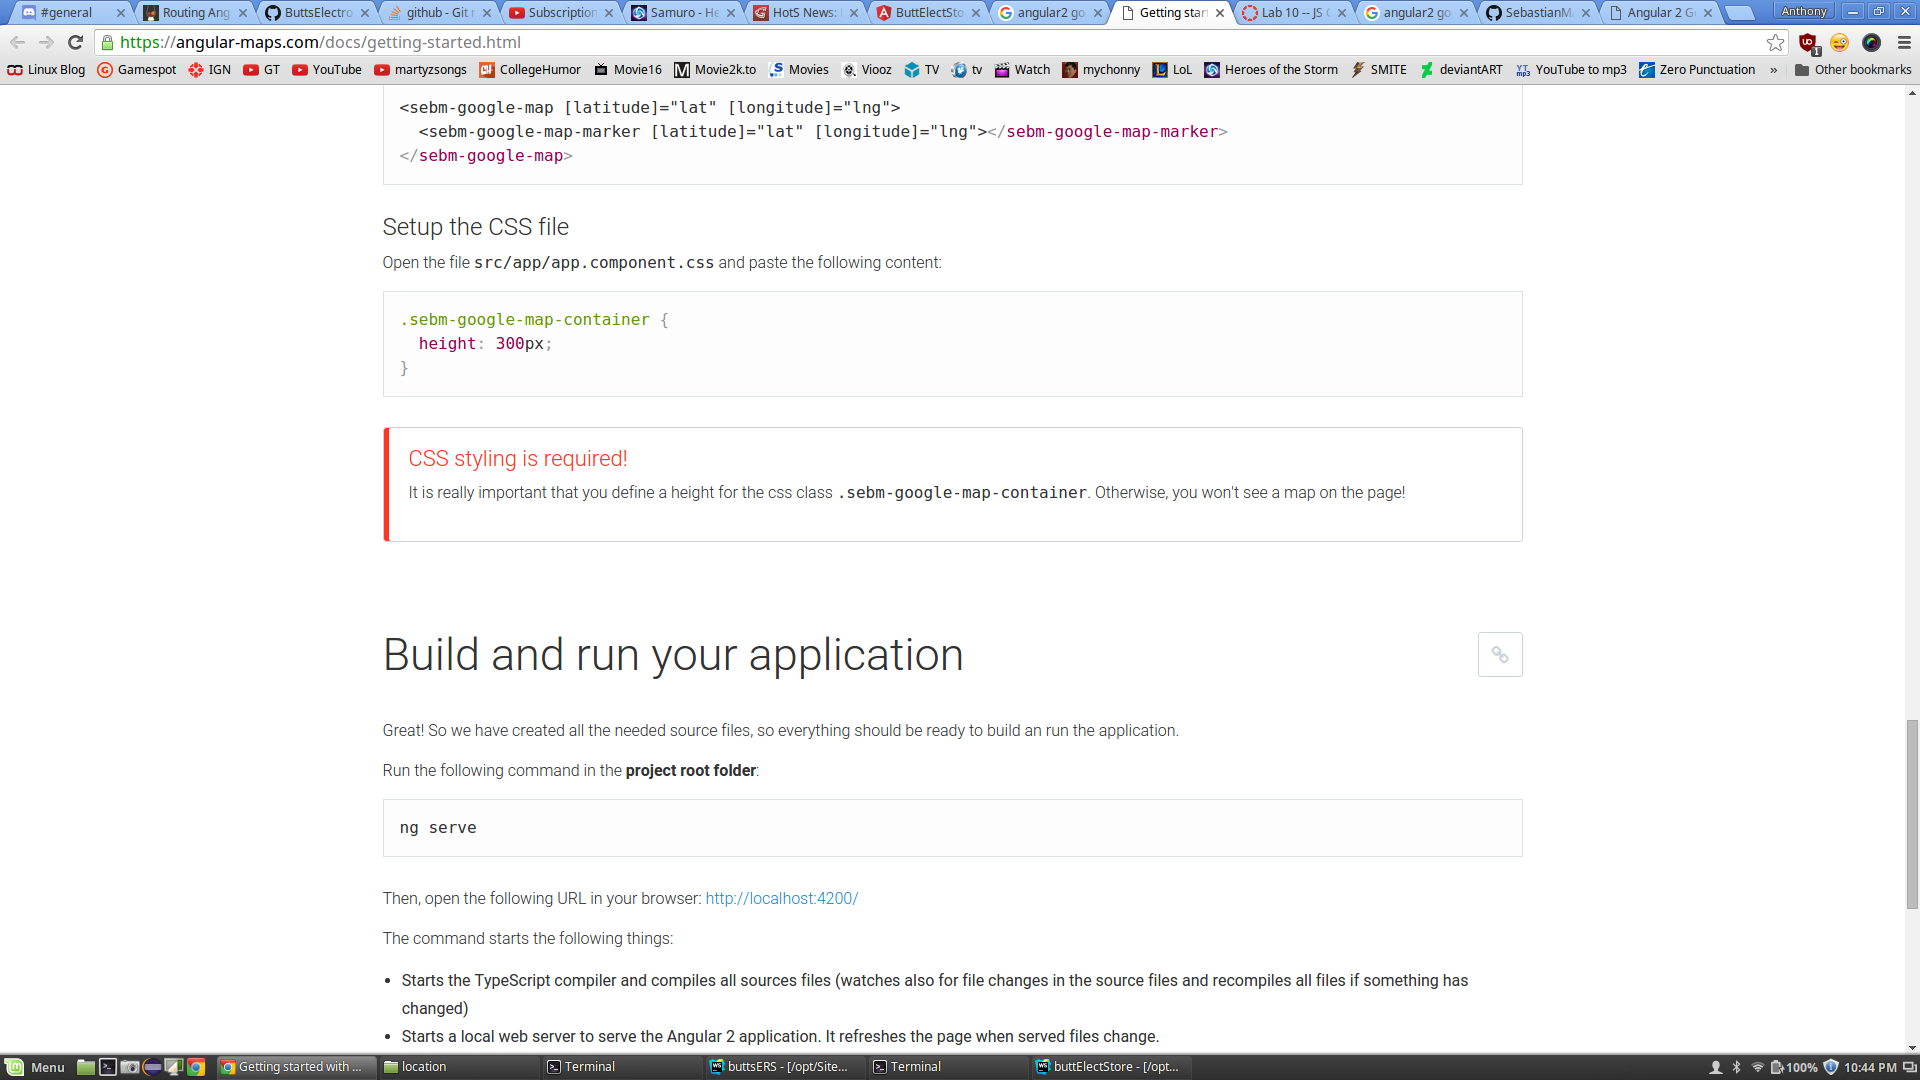 #general
Routing Ang
ButtsElectro
github - Git r
Subscription
Samuro - He
HotS News:
ButtElectSto
angular2 go
Getting star
Lab 10 -- JS
angular2 go
SebastianM
Angular 2 G
Anthony
https://angular-maps.com/docs/getting-started.html
Linux Blog
Gamespot
IGN
GT
YouTube
martyzsongs
CollegeHumor
Movie16
Movie2k.to
Movies
Viooz
TV
tv
Watch
mychonny
LoL
Heroes of the Storm
SMITE
deviantART
YouTube to mp3
Zero Punctuation
»
Other bookmarks
<sebm-google-map [latitude]="lat" [longitude]="lng">
  <sebm-google-map-marker [latitude]="lat" [longitude]="lng"></sebm-google-map-marker>
</sebm-google-map>
Setup the CSS file
Open the file src/app/app.component.css and paste the following content:
.sebm-google-map-container {
  height: 300px;
}
CSS styling is required!
It is really important that you define a height for the css class .sebm-google-map-container. Otherwise, you won't see a map on the page!
Build and run your application
Great! So we have created all the needed source files, so everything should be ready to build an run the application.
Run the following command in the project root folder:
ng serve
Then, open the following URL in your browser: http://localhost:4200/
The command starts the following things:
• Starts the TypeScript compiler and compiles all sources files (watches also for file changes in the source files and recompiles all files if something has
changed)
• Starts a local web server to serve the Angular 2 application. It refreshes the page when served files change.
Menu
Getting started with ...
location
Terminal
buttsERS - [/opt/Site...
Terminal
buttElectStore - [/opt...
100%
10:44 PM